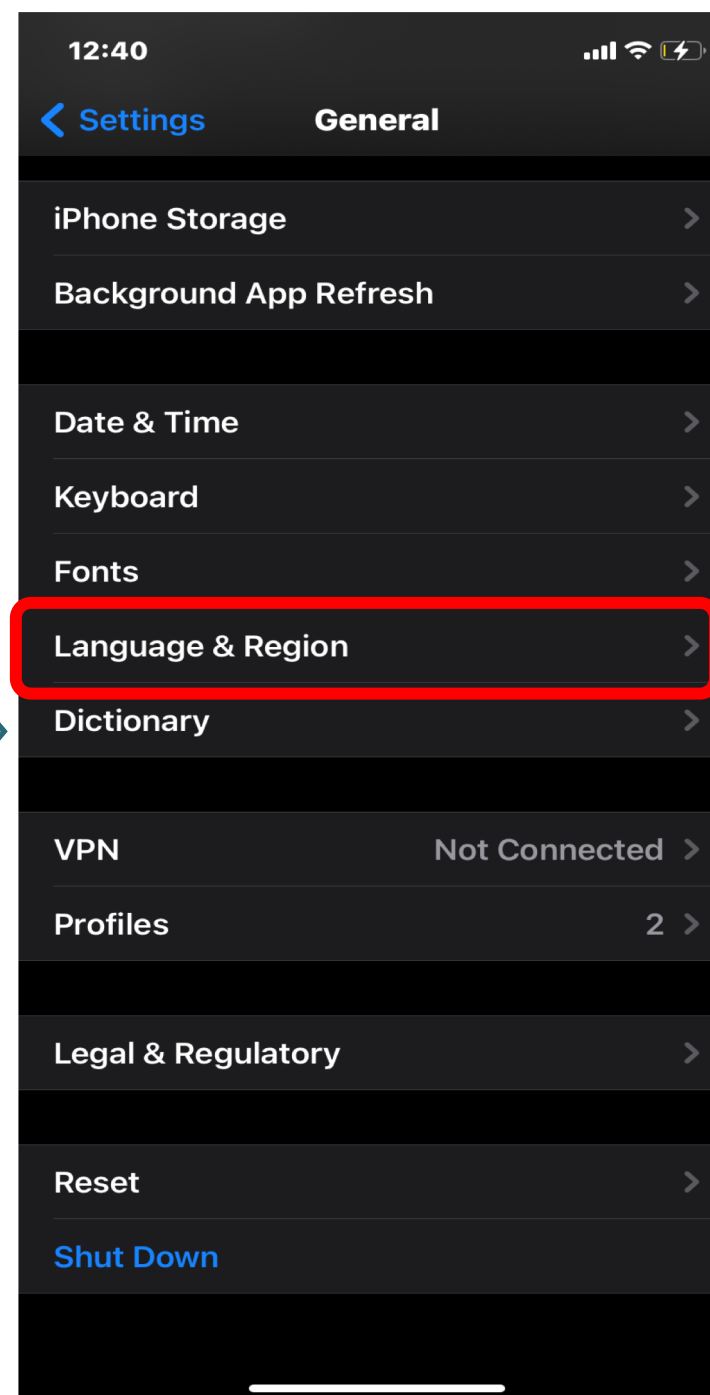 12:40
Settings General
iPhone Storage
Background App Refresh
Date & Time
Keyboard
Fonts
Language & Region
Dictionary
VPN Not Connected
Profiles 2
Legal & Regulatory
Reset
Shut Down